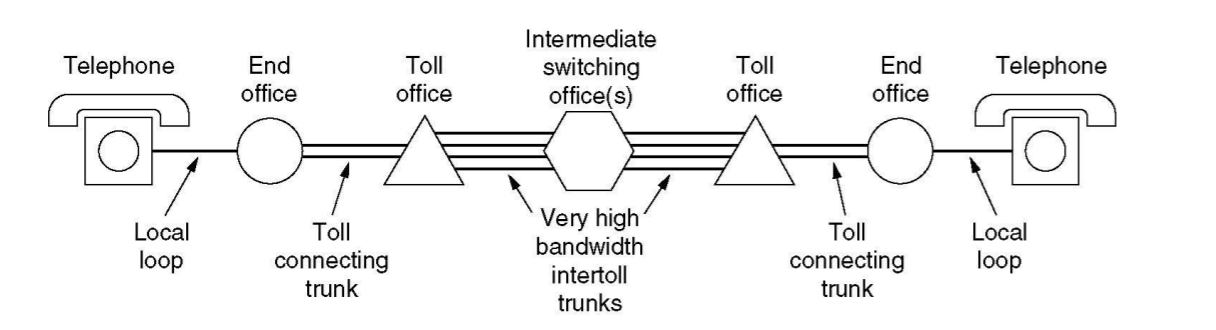 Telephone
End
office
Toll
office
Intermediate
switching
office(s)
Toll
office
End
office
Telephone
Local
loop
Toll
connecting
trunk
Very high
bandwidth
intertoll
trunks
Toll
connecting
trunk
Local
loop